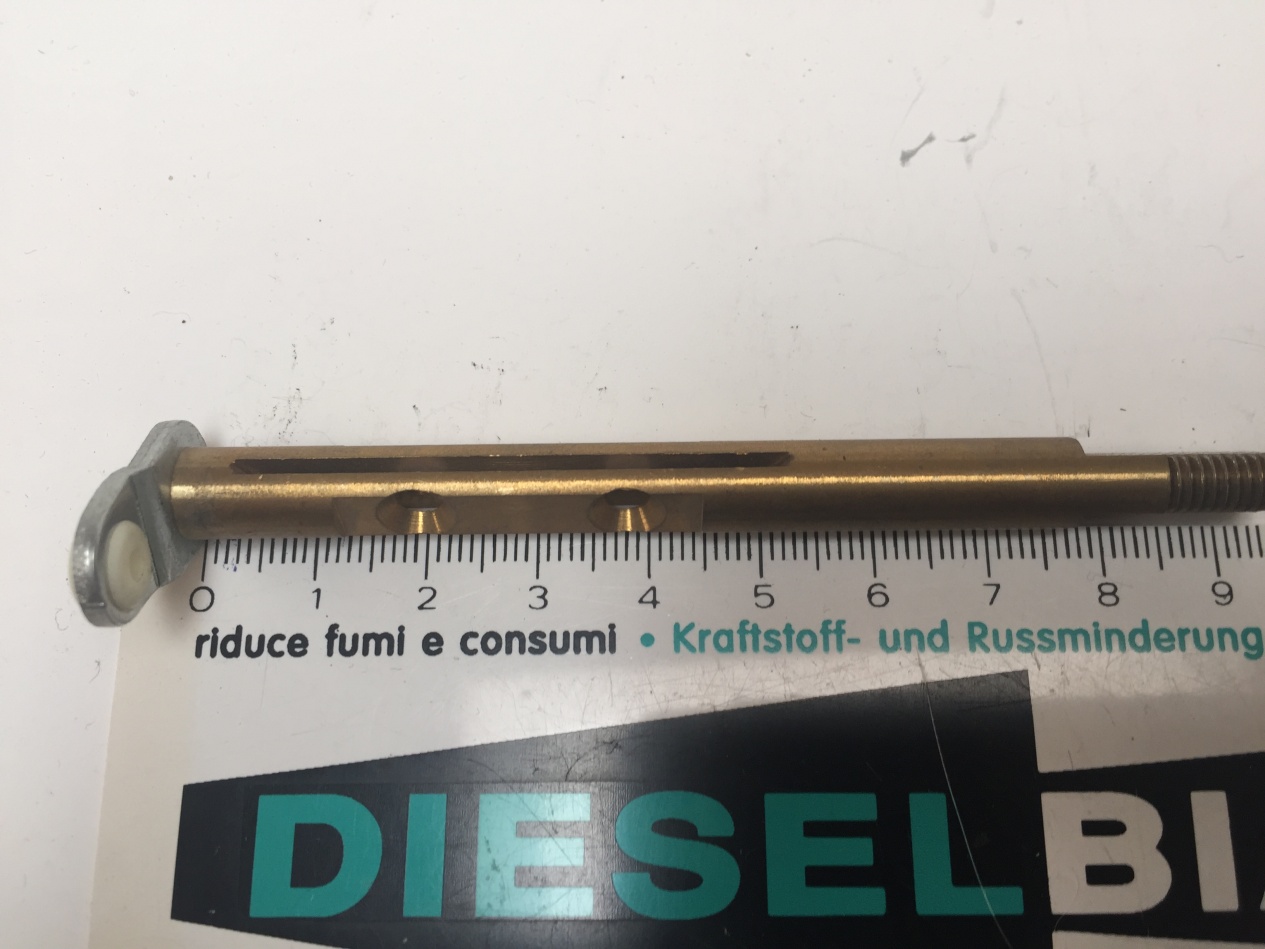 0 1 2 3 4 5 6 7 8 9
riduce fumi e consumi • Kraftstoff- und Russminderung
DIESELBI